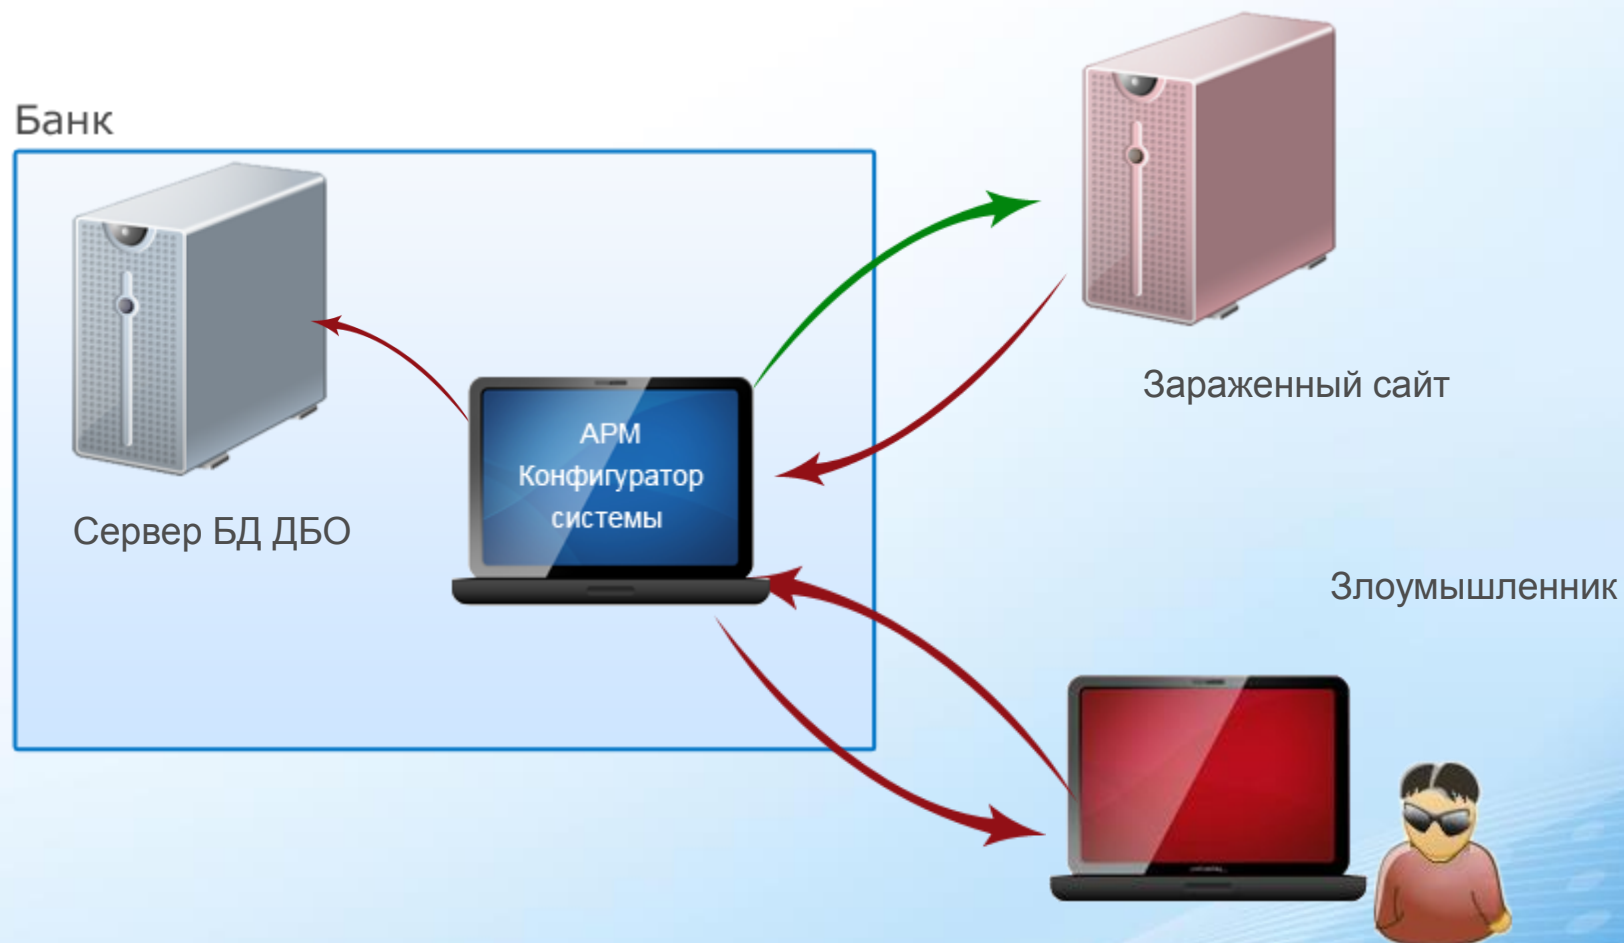 Банк
Зараженный сайт
АРМ
Конфигуратор
системы
Сервер БД ДБО
Злоумышленник